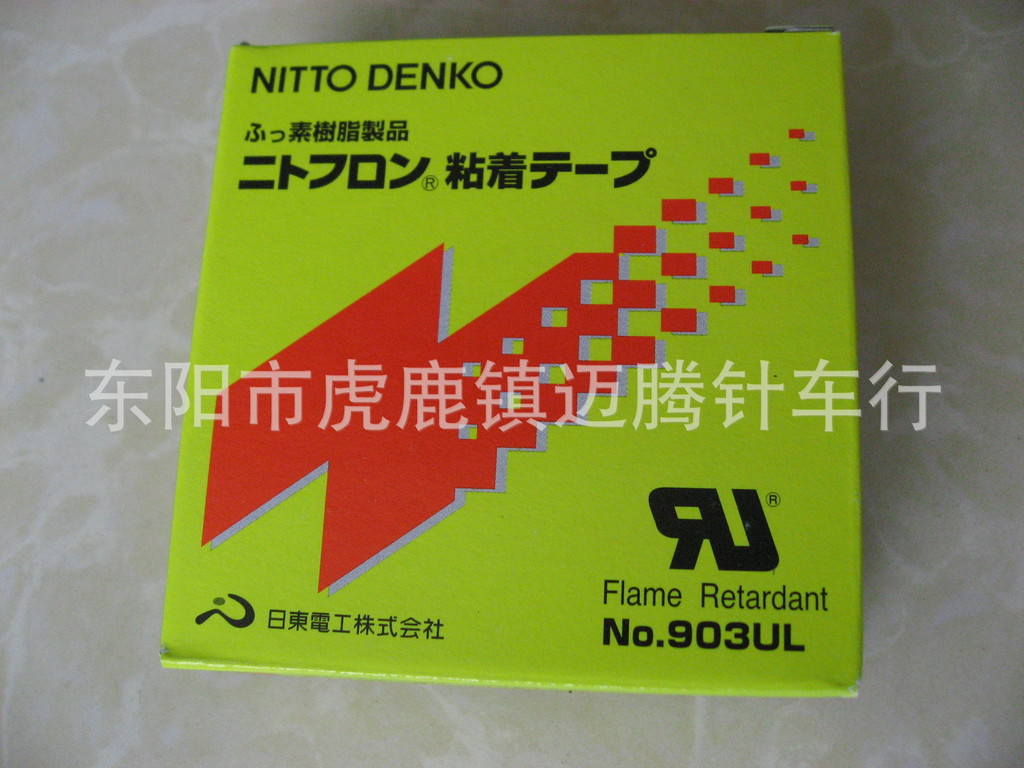 NITTO DENKO
ふっ素樹脂製品
ニトフロン® 粘着テープ
东阳市虎鹿镇迈腾针车行
RU®
Flame Retardant
No.903UL
日東電工株式会社